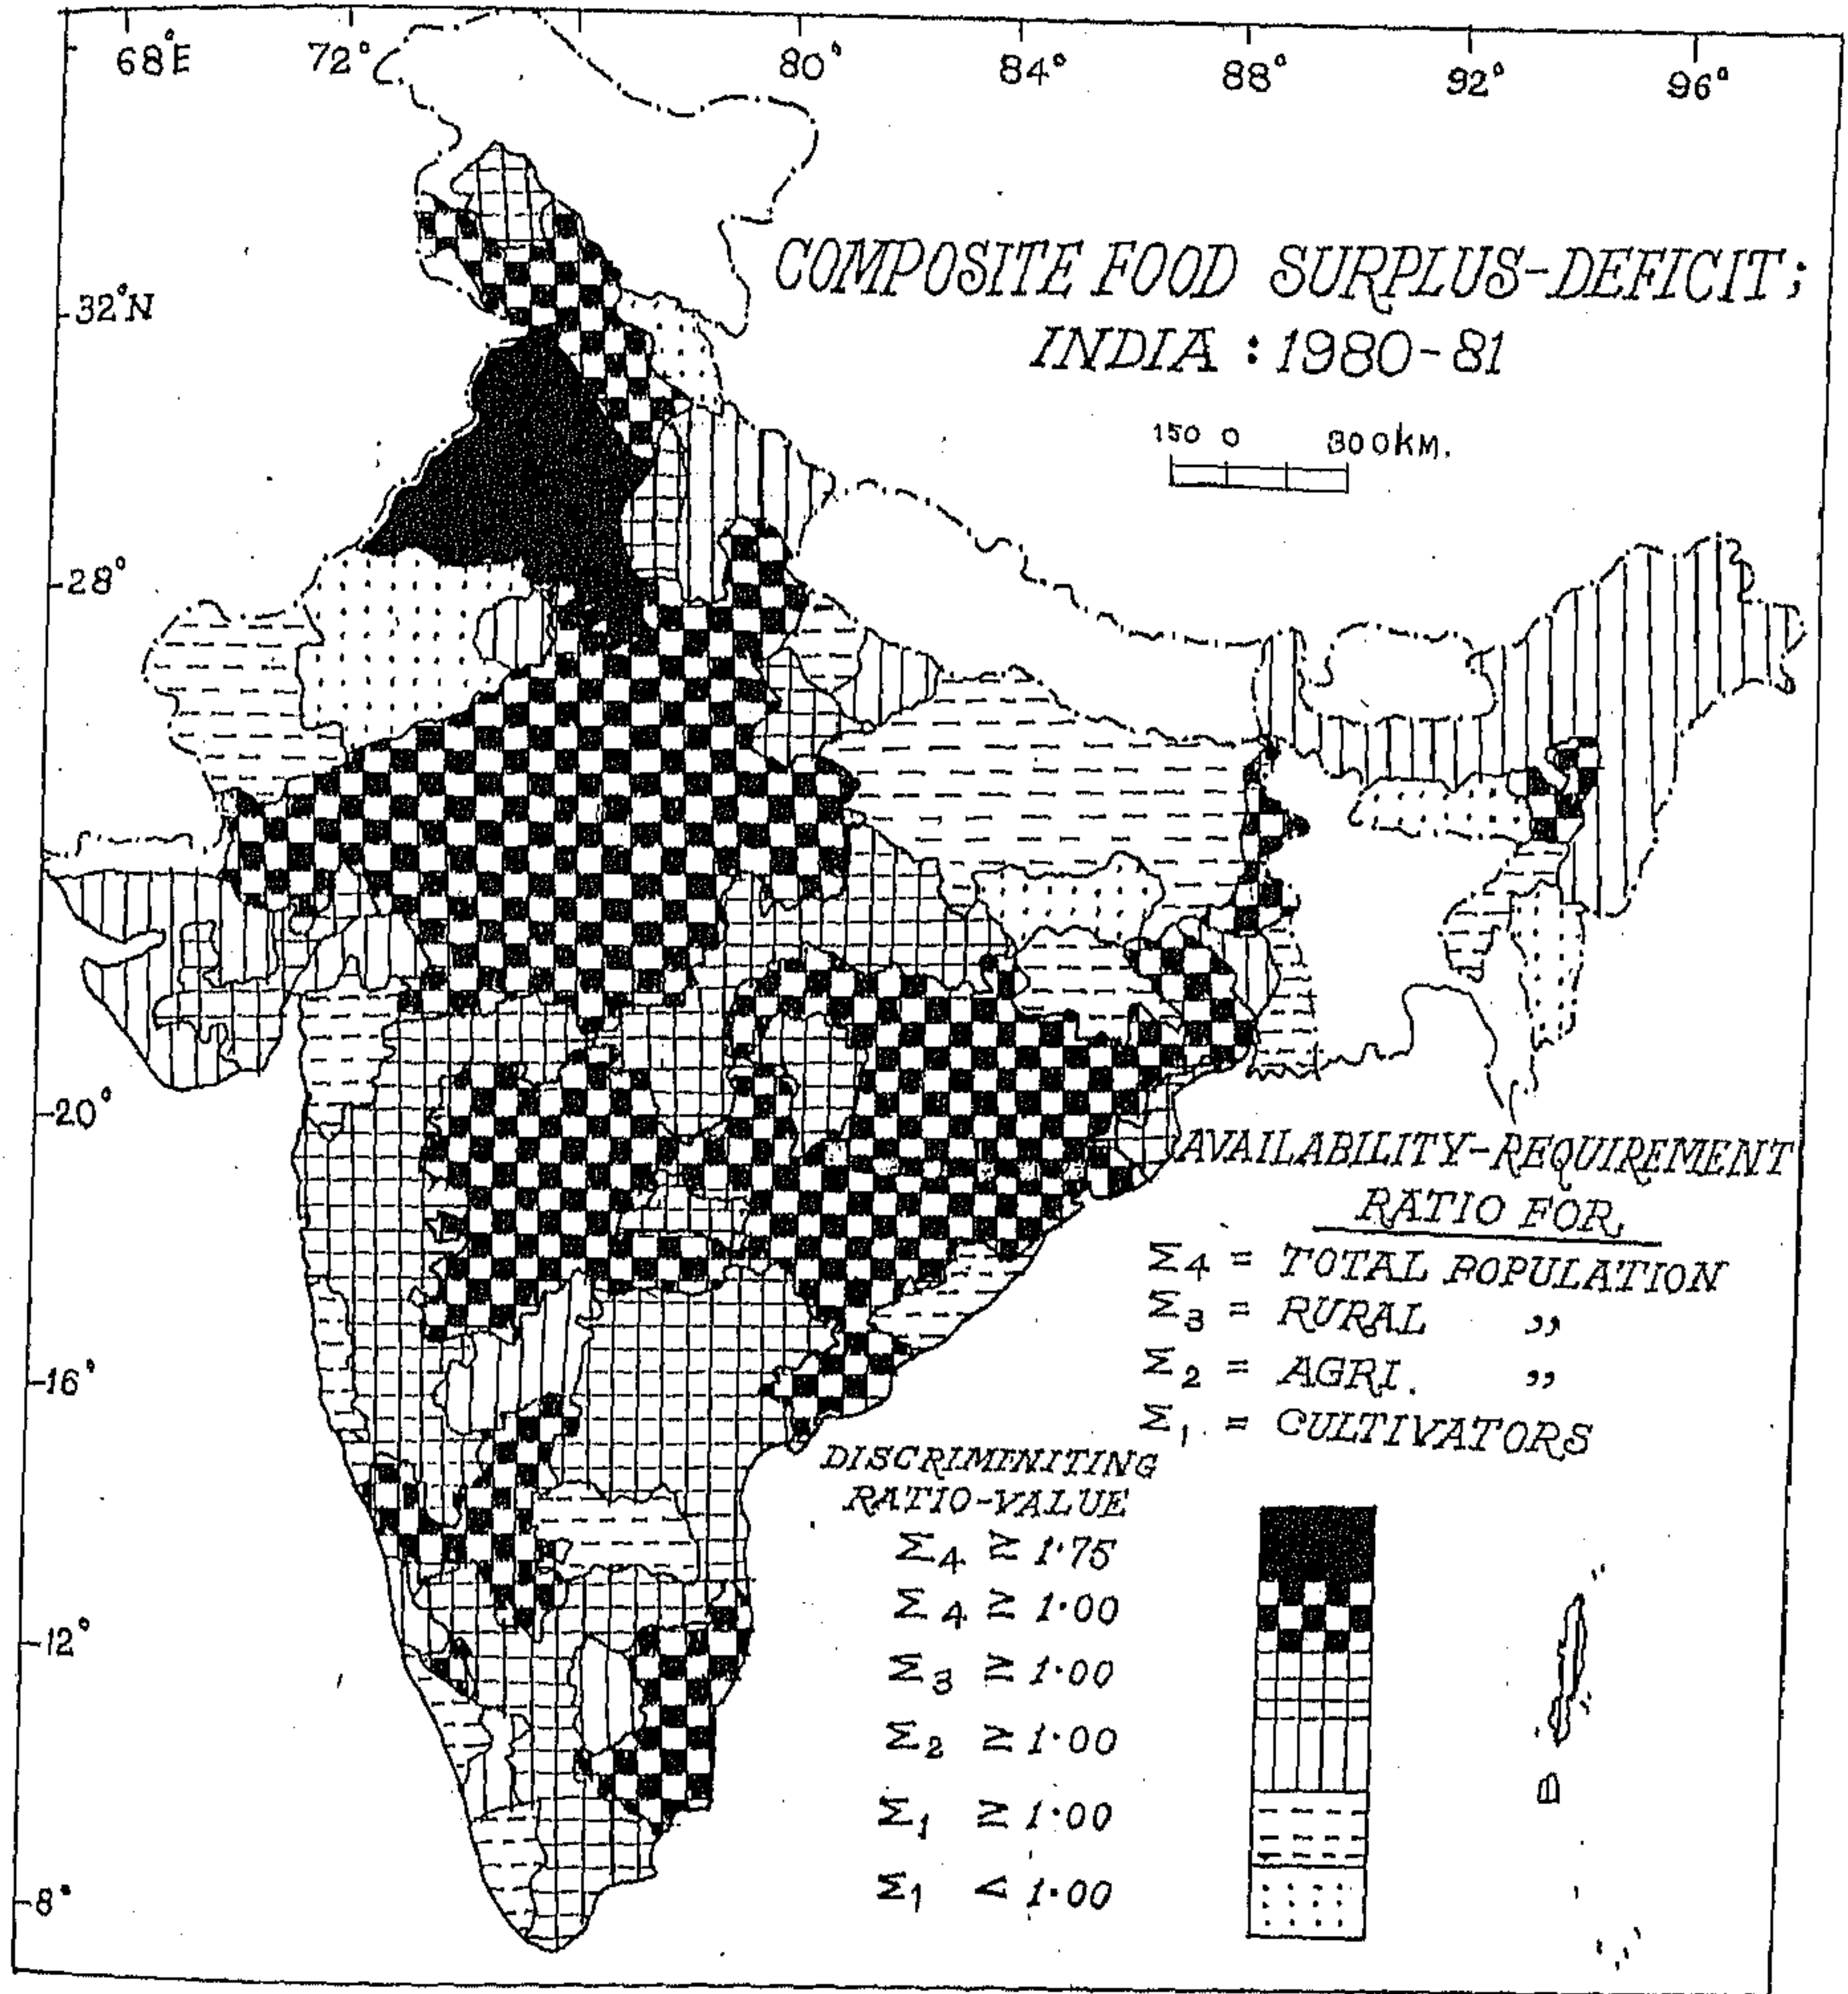 68°E 72° 80° 84° 88° 92° 96°
COMPOSITE FOOD SURPLUS-DEFICIT;
INDIA : 1980-81
32°N
150 0 300KM.
28°
20°
AVAILABILITY-REQUIREMENT
RATIO FOR,
Σ4 = TOTAL POPULATION
Σ3 = RURAL ,,
Σ2 = AGRI. ,,
Σ1 = CULTIVATORS
16°
DISCRIMENITING
RATIO-VALUE
Σ4 ≥ 1·75
Σ4 ≥ 1·00
12°
Σ3 ≥ 1·00
Σ2 ≥ 1·00
Σ1 ≥ 1·00
8°
Σ1 < 1·00